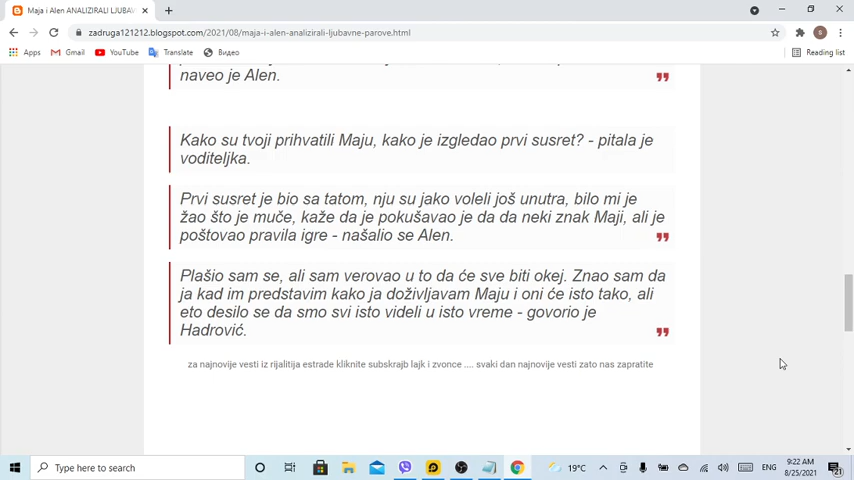 Maja i Alen ANALIZIRALI LJUBAV
zadruga121212.blogspot.com/2021/08/maja-i-alen-analizirali-ljubavne-parove.html
S
Apps Gmail YouTube Translate Видео Reading list
naveo je Alen.
Kako su tvoji prihvatili Maju, kako je izgledao prvi susret? - pitala je
voditeljka.
Prvi susret je bio sa tatom, nju su jako voleli još unutra, bilo mi je
žao što je muče, kaže da je pokušavao je da da neki znak Maji, ali je
poštovao pravila igre - našalio se Alen.
Plašio sam se, ali sam verovao u to da će sve biti okej. Znao sam da
ja kad im predstavim kako ja doživljavam Maju i oni će isto tako, ali
eto desilo se da smo svi isto videli u isto vreme - govorio je
Hadrović.
za najnovije vesti iz rijalitija estrade kliknite subskrajb lajk i zvonce .... svaki dan najnovije vesti zato nas zapratite
Type here to search
19°C
ENG
9:22 AM
8/25/2021
21